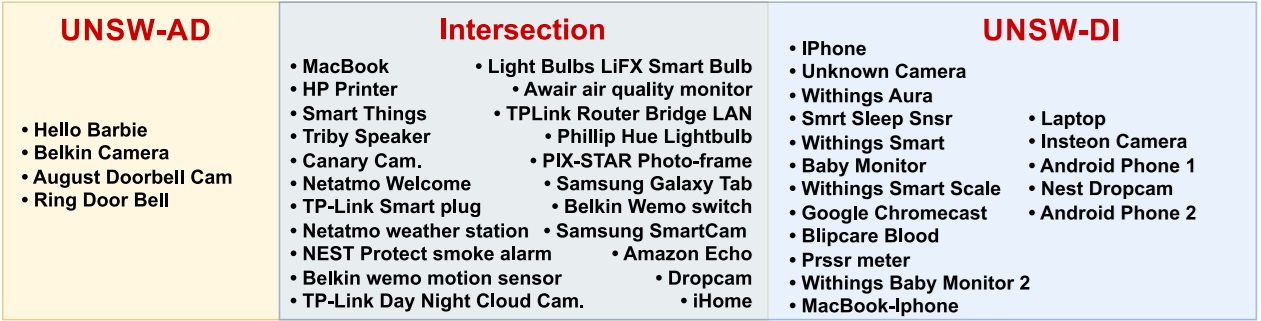 UNSW-AD
• Hello Barbie
• Belkin Camera
• August Doorbell Cam
• Ring Door Bell
Intersection
• MacBook
• HP Printer
• Smart Things
• Triby Speaker
• Canary Cam.
• Netatmo Welcome
• TP-Link Smart plug
• Netatmo weather station
• NEST Protect smoke alarm
• Belkin wemo motion sensor
• TP-Link Day Night Cloud Cam.
• Light Bulbs LiFX Smart Bulb
• Awair air quality monitor
• TPLink Router Bridge LAN
• Phillip Hue Lightbulb
• PIX-STAR Photo-frame
• Samsung Galaxy Tab
• Belkin Wemo switch
• Samsung SmartCam
• Amazon Echo
• Dropcam
• iHome
UNSW-DI
• IPhone
• Unknown Camera
• Withings Aura
• Smrt Sleep Snsr
• Withings Smart
• Baby Monitor
• Withings Smart Scale
• Google Chromecast
• Blipcare Blood
• Prssr meter
• Withings Baby Monitor 2
• MacBook-Iphone
• Laptop
• Insteon Camera
• Android Phone 1
• Nest Dropcam
• Android Phone 2